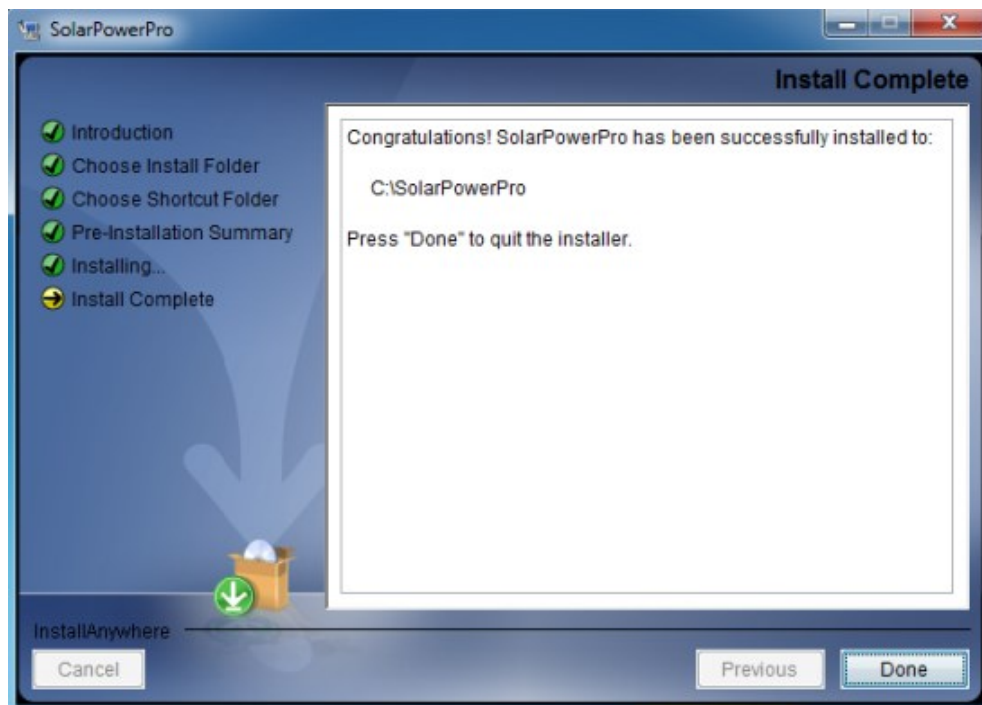 SolarPowerPro
Install Complete
Introduction
Choose Install Folder
Choose Shortcut Folder
Pre-Installation Summary
Installing...
Install Complete
Congratulations! SolarPowerPro has been successfully installed to:
C:\SolarPowerPro
Press "Done" to quit the installer.
InstallAnywhere
Cancel
Previous
Done